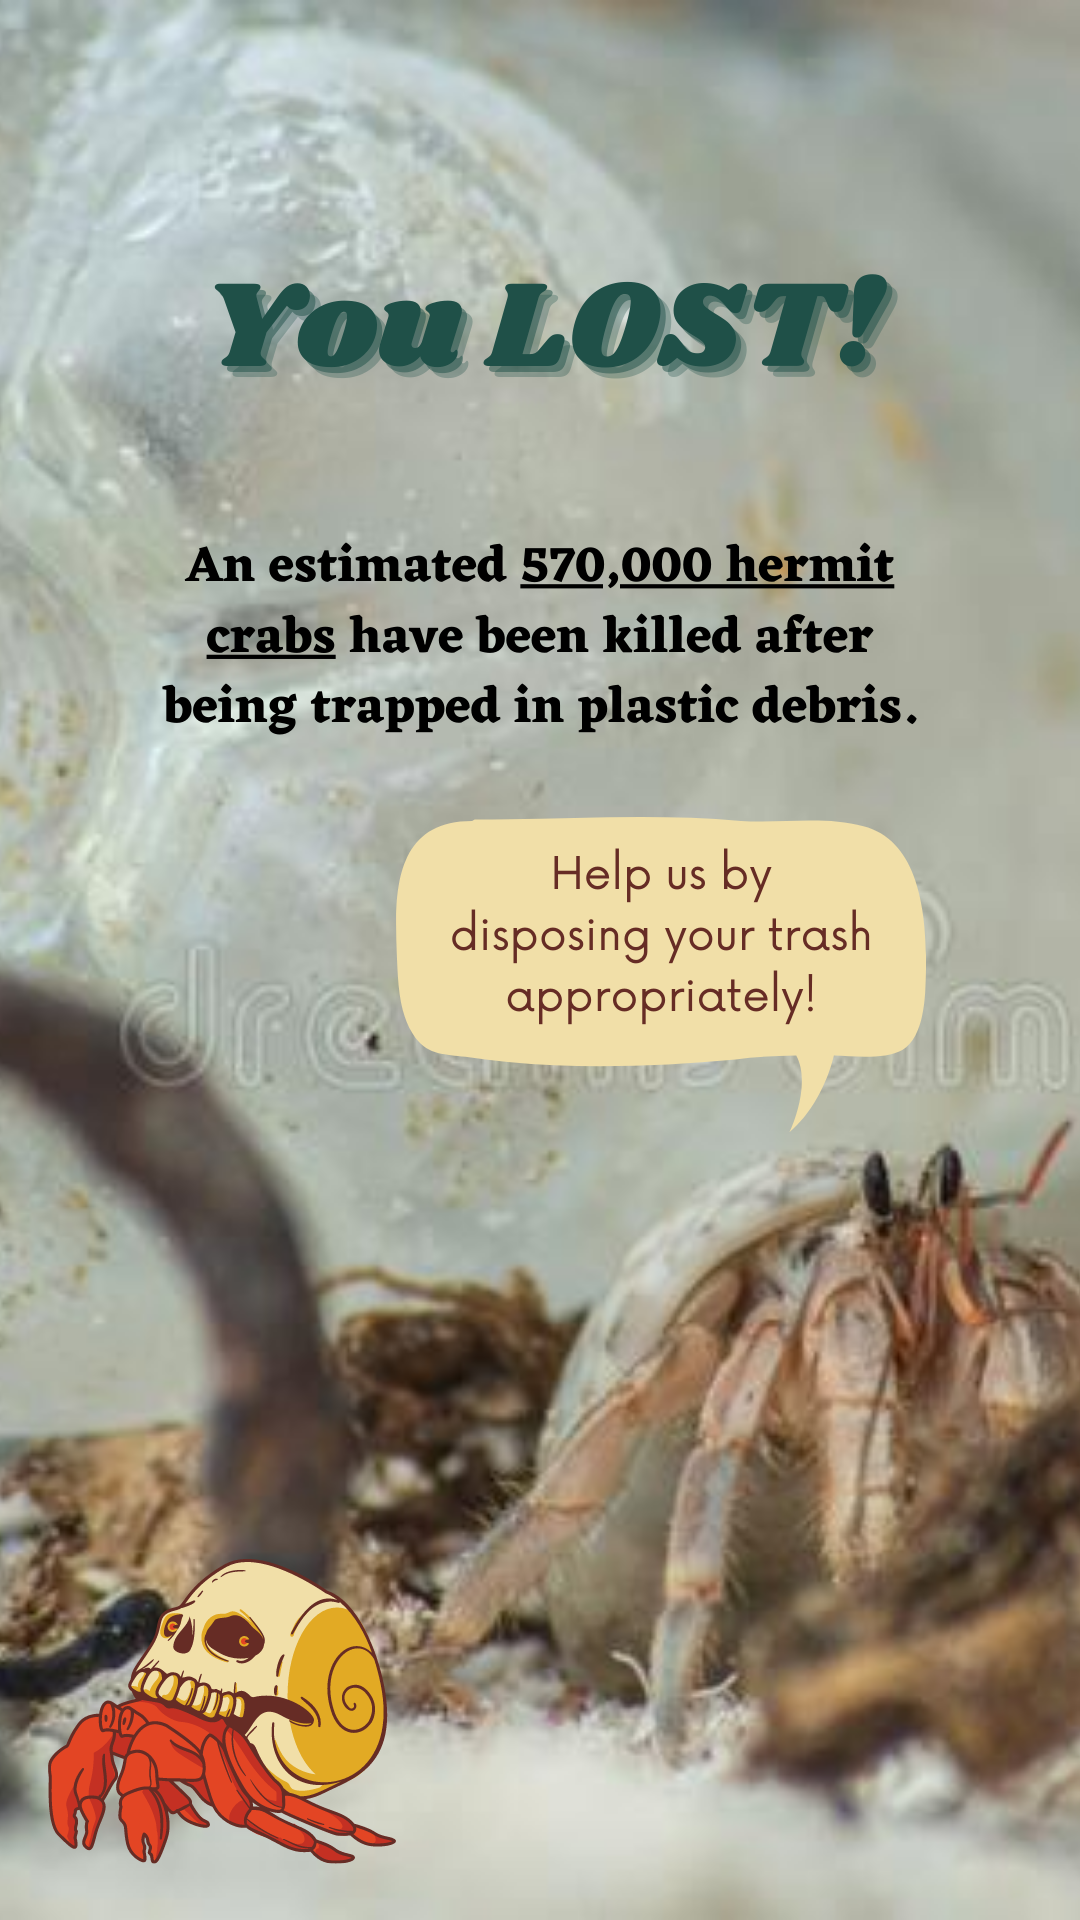 You LOST!
An estimated 570,000 hermit
crabs have been killed after
being trapped in plastic debris.
Help us by
disposing your trash
appropriately!